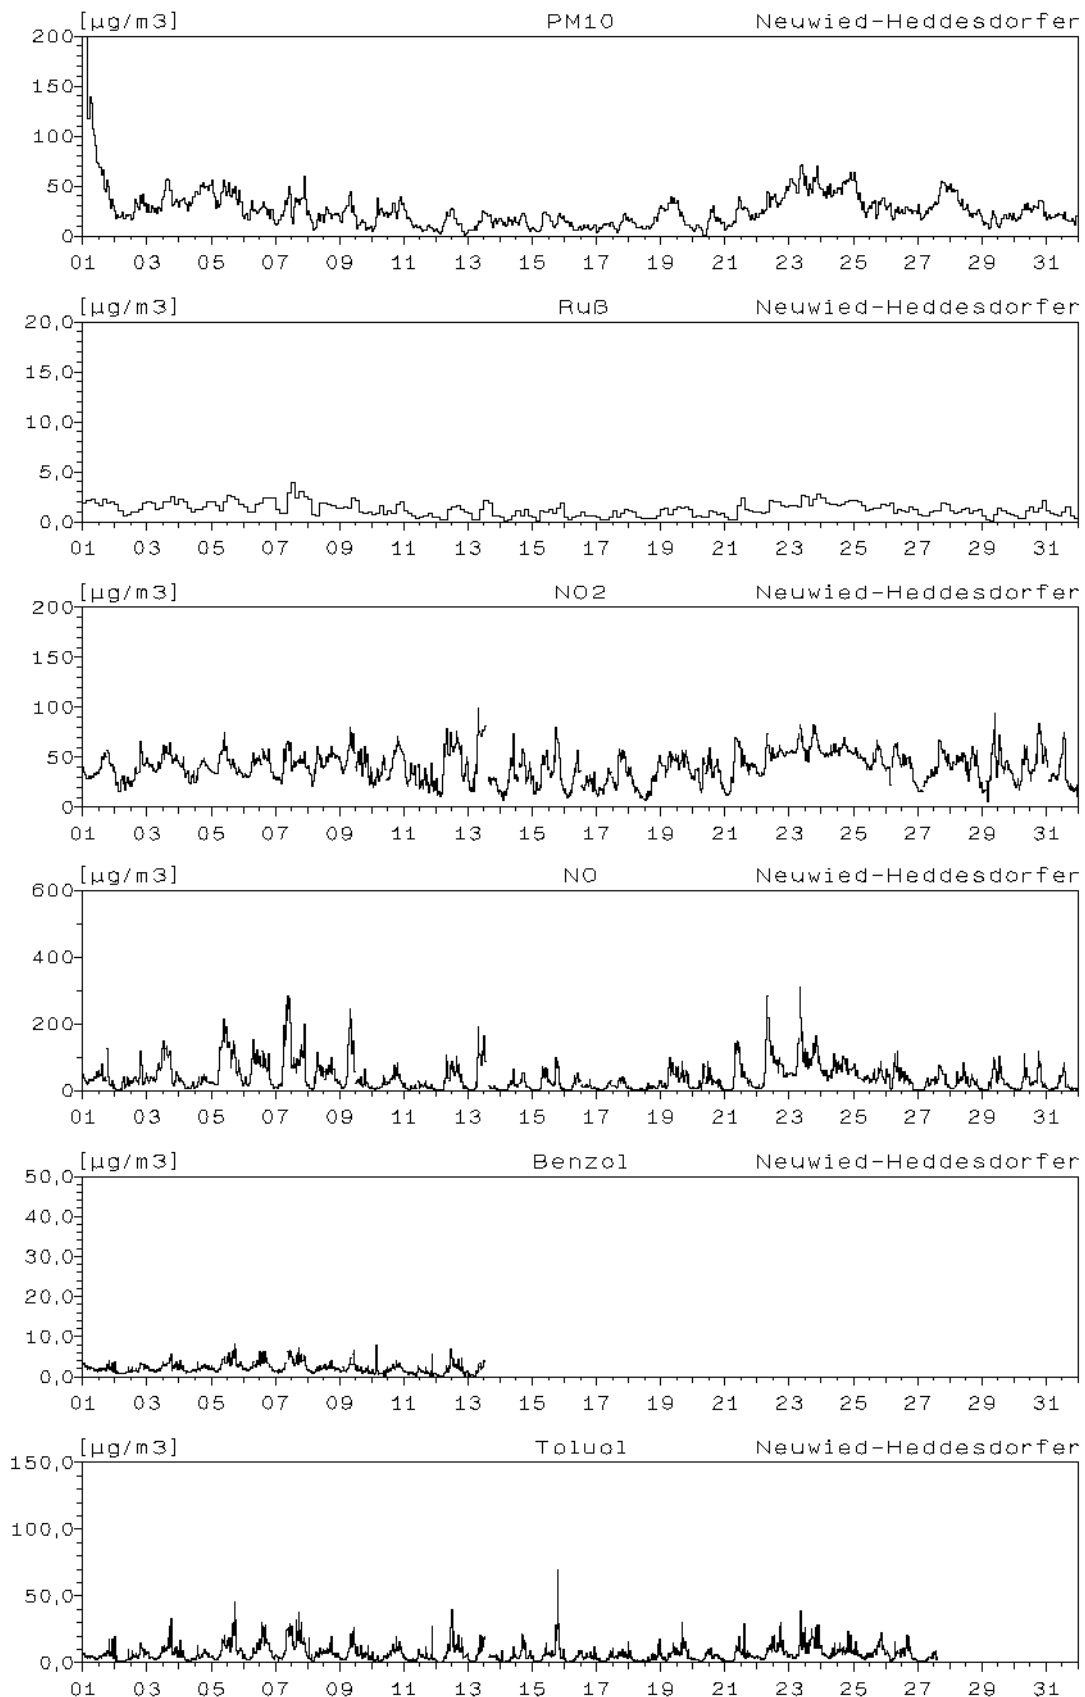 [µg/m3] PM10 Neuwied-Heddesdorfer
200
150
100
50
0
01 03 05 07 09 11 13 15 17 19 21 23 25 27 29 31
[µg/m3] Ruß Neuwied-Heddesdorfer
20,0
15,0
10,0
5,0
0,0
01 03 05 07 09 11 13 15 17 19 21 23 25 27 29 31
[µg/m3] NO2 Neuwied-Heddesdorfer
200
150
100
50
0
01 03 05 07 09 11 13 15 17 19 21 23 25 27 29 31
[µg/m3] NO Neuwied-Heddesdorfer
600
400
200
0
01 03 05 07 09 11 13 15 17 19 21 23 25 27 29 31
[µg/m3] Benzol Neuwied-Heddesdorfer
50,0
40,0
30,0
20,0
10,0
0,0
01 03 05 07 09 11 13 15 17 19 21 23 25 27 29 31
[µg/m3] Toluol Neuwied-Heddesdorfer
150,0
100,0
50,0
0,0
01 03 05 07 09 11 13 15 17 19 21 23 25 27 29 31